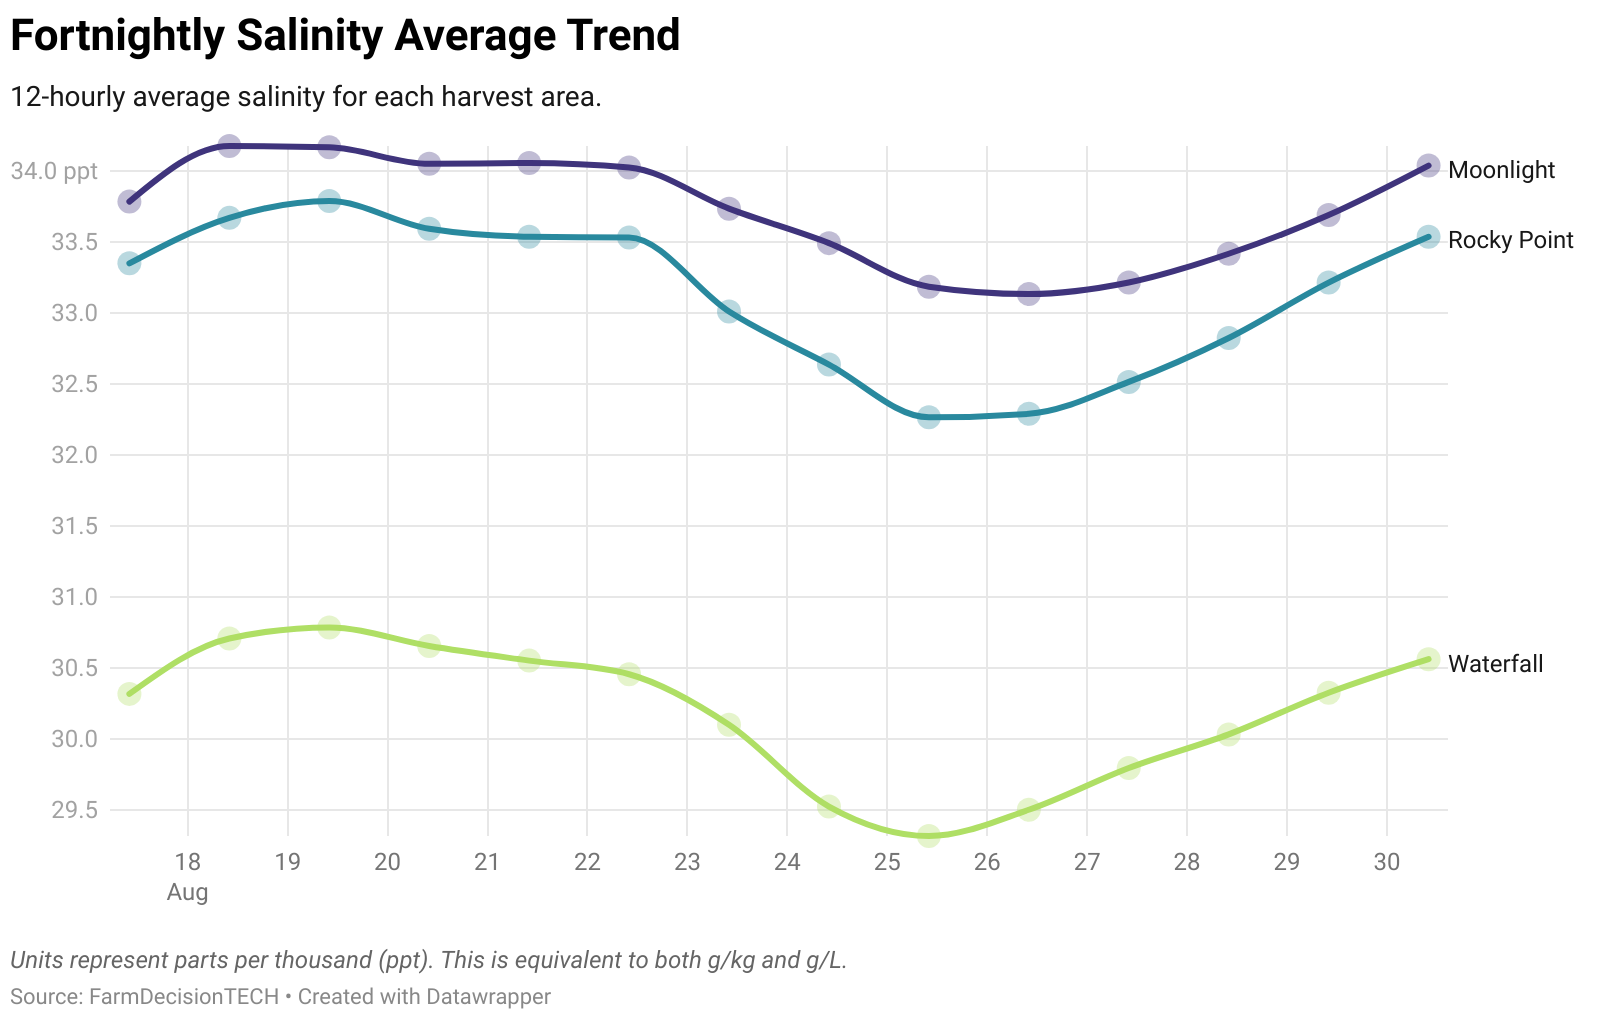 Fortnightly Salinity Average Trend
12-hourly average salinity for each harvest area.
34.0 ppt
33.5
33.0
32.5
32.0
31.5
31.0
30.5
30.0
29.5
Moonlight
Rocky Point
Waterfall
18 19 20 21 22 23 24 25 26 27 28 29 30
Aug
Units represent parts per thousand (ppt). This is equivalent to both g/kg and g/L.
Source: FarmDecisionTECH • Created with Datawrapper